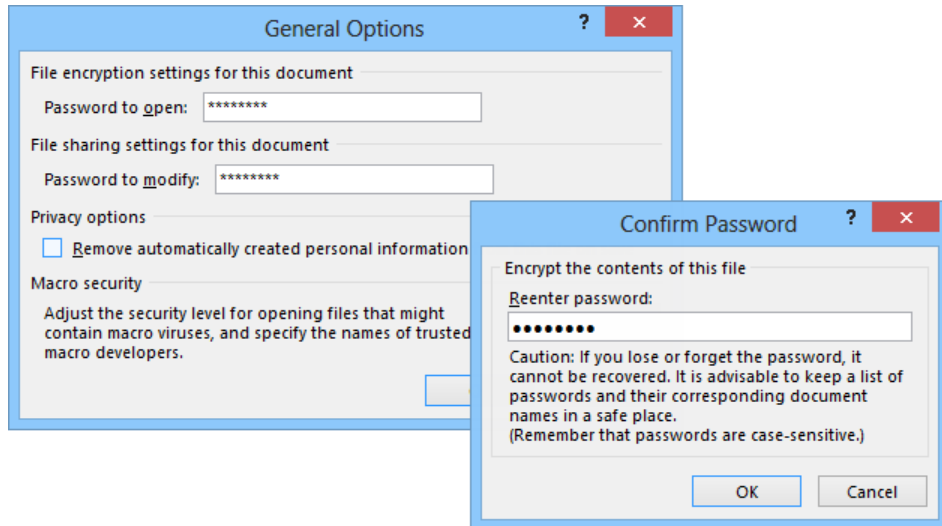 General Options
?
File encryption settings for this document
Password to open: ********
File sharing settings for this document
Password to modify: ********
Privacy options
Remove automatically created personal information
Macro security
Adjust the security level for opening files that might
contain macro viruses, and specify the names of trusted
macro developers.
Confirm Password
?
Encrypt the contents of this file
Reenter password:
●●●●●●●●
Caution: If you lose or forget the password, it
cannot be recovered. It is advisable to keep a list of
passwords and their corresponding document
names in a safe place.
(Remember that passwords are case-sensitive.)
OK Cancel